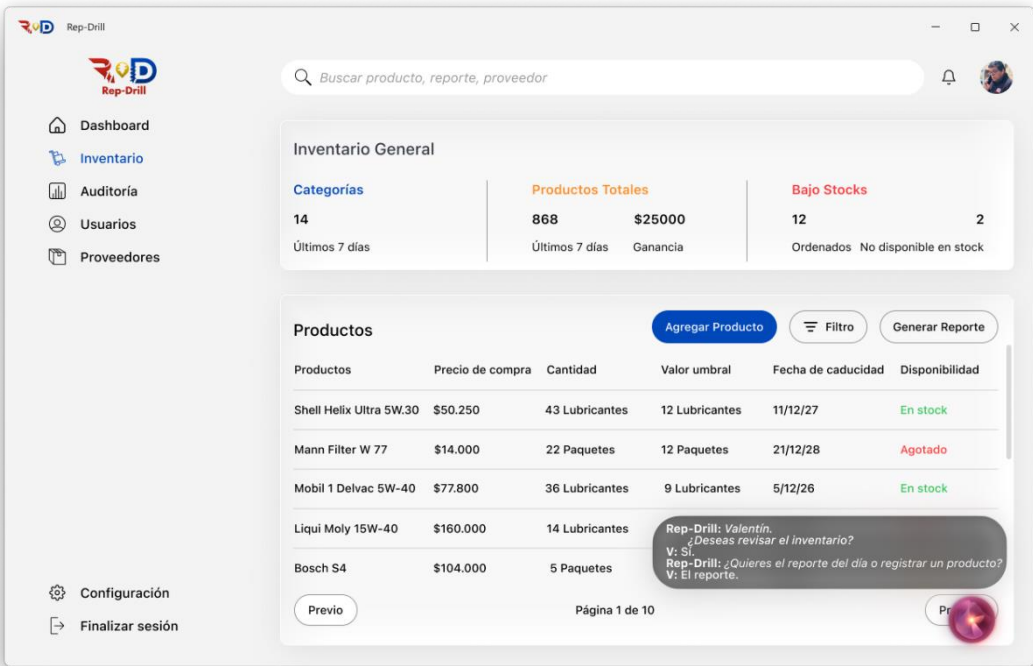 Rep-Drill
Rep-Drill
Buscar producto, reporte, proveedor
Dashboard
Inventario
Auditoría
Usuarios
Proveedores
Configuración
Finalizar sesión
Inventario General
Categorías
14
Últimos 7 días
Productos Totales
868 $25000
Últimos 7 días Ganancia
Bajo Stocks
12 2
Ordenados No disponible en stock
Productos
Agregar Producto Filtro Generar Reporte
Productos Precio de compra Cantidad Valor umbral Fecha de caducidad Disponibilidad
Shell Helix Ultra 5W.30 $50.250 43 Lubricantes 12 Lubricantes 11/12/27 En stock
Mann Filter W 77 $14.000 22 Paquetes 12 Paquetes 21/12/28 Agotado
Mobil 1 Delvac 5W-40 $77.800 36 Lubricantes 9 Lubricantes 5/12/26 En stock
Liqui Moly 15W-40 $160.000 14 Lubricantes
Bosch S4 $104.000 5 Paquetes
Rep-Drill: Valentín.
¿Deseas revisar el inventario?
V: Sí.
Rep-Drill: ¿Quieres el reporte del día o registrar un producto?
V: El reporte.
Previo Página 1 de 10